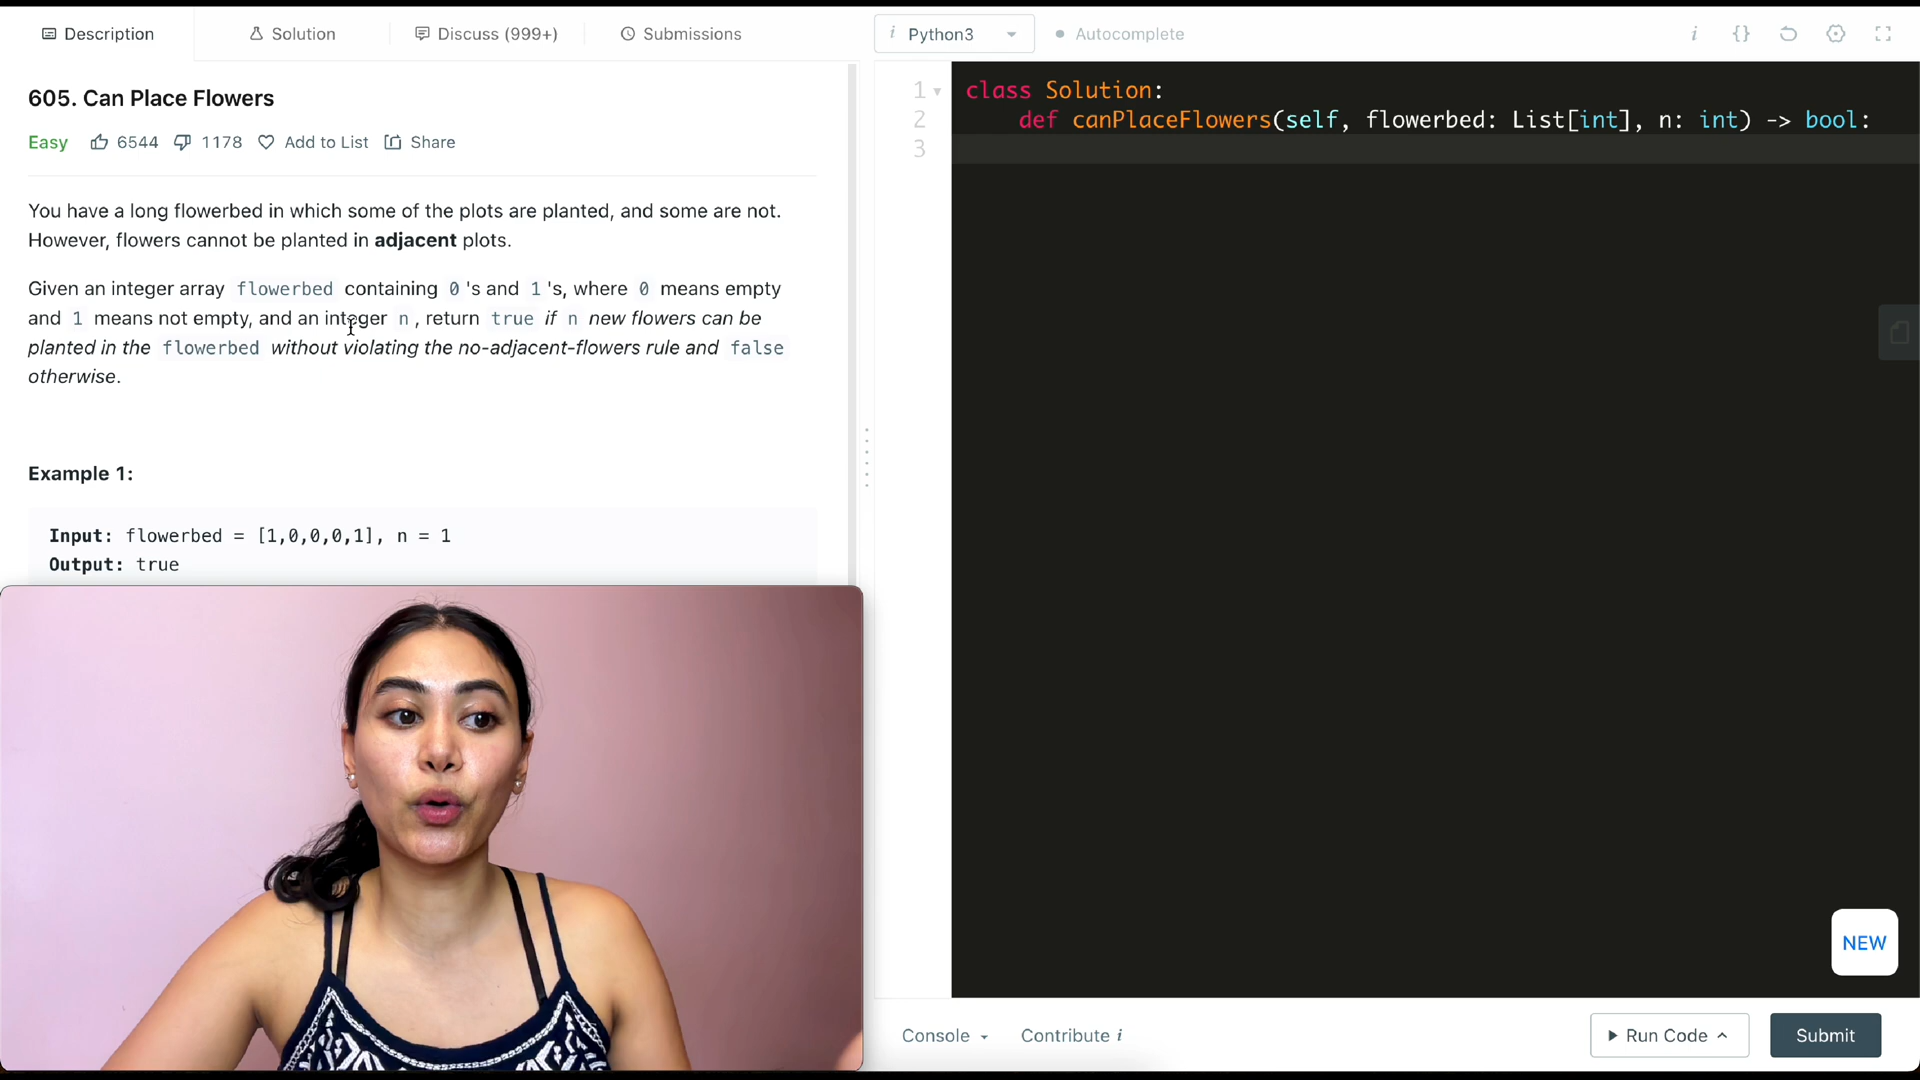 Description
Solution
Discuss (999+)
Submissions
i Python3
Autocomplete
i {}
605. Can Place Flowers
Easy 6544 1178 Add to List Share
You have a long flowerbed in which some of the plots are planted, and some are not.
However, flowers cannot be planted in adjacent plots.
Given an integer array flowerbed containing 0 's and 1 's, where 0 means empty
and 1 means not empty, and an integer n , return true if n new flowers can be
planted in the flowerbed without violating the no-adjacent-flowers rule and false
otherwise.
Example 1:
Input: flowerbed = [1,0,0,0,1], n = 1
Output: true
1 class Solution:
2 def canPlaceFlowers(self, flowerbed: List[int], n: int) -> bool:
3
NEW
Console
Contribute i
Run Code
Submit